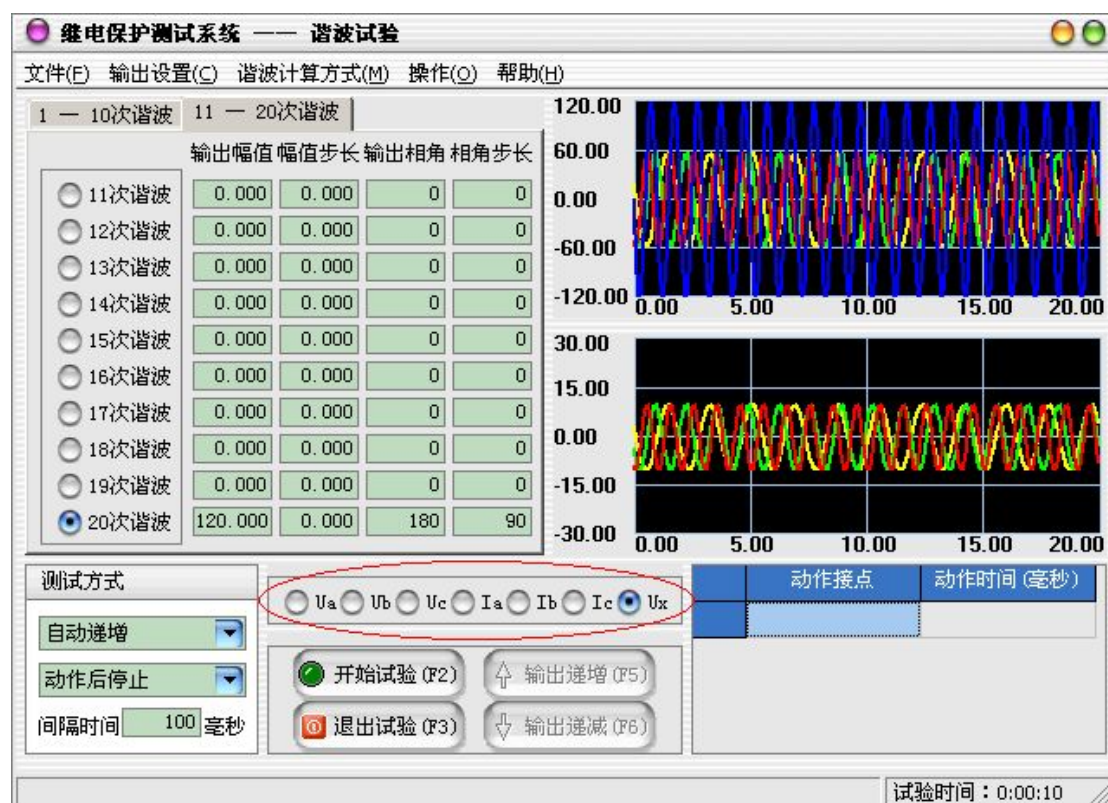 继电保护测试系统 —— 谐波试验
文件(F) 输出设置(C) 谐波计算方式(M) 操作(O) 帮助(H)
1 — 10次谐波 11 — 20次谐波
输出幅值 幅值步长 输出相角 相角步长
11次谐波 0.000 0.000 0 0
12次谐波 0.000 0.000 0 0
13次谐波 0.000 0.000 0 0
14次谐波 0.000 0.000 0 0
15次谐波 0.000 0.000 0 0
16次谐波 0.000 0.000 0 0
17次谐波 0.000 0.000 0 0
18次谐波 0.000 0.000 0 0
19次谐波 0.000 0.000 0 0
20次谐波 120.000 0.000 180 90
120.00
60.00
0.00
-60.00
-120.00
0.00 5.00 10.00 15.00 20.00
30.00
15.00
0.00
-15.00
-30.00
0.00 5.00 10.00 15.00 20.00
测试方式
自动递增
动作后停止
间隔时间 100 毫秒
Ua Ub Uc Ia Ib Ic Ux
开始试验(F2) 输出递增(F5)
退出试验(F3) 输出递减(F6)
动作接点 动作时间(毫秒)
试验时间：0:00:10